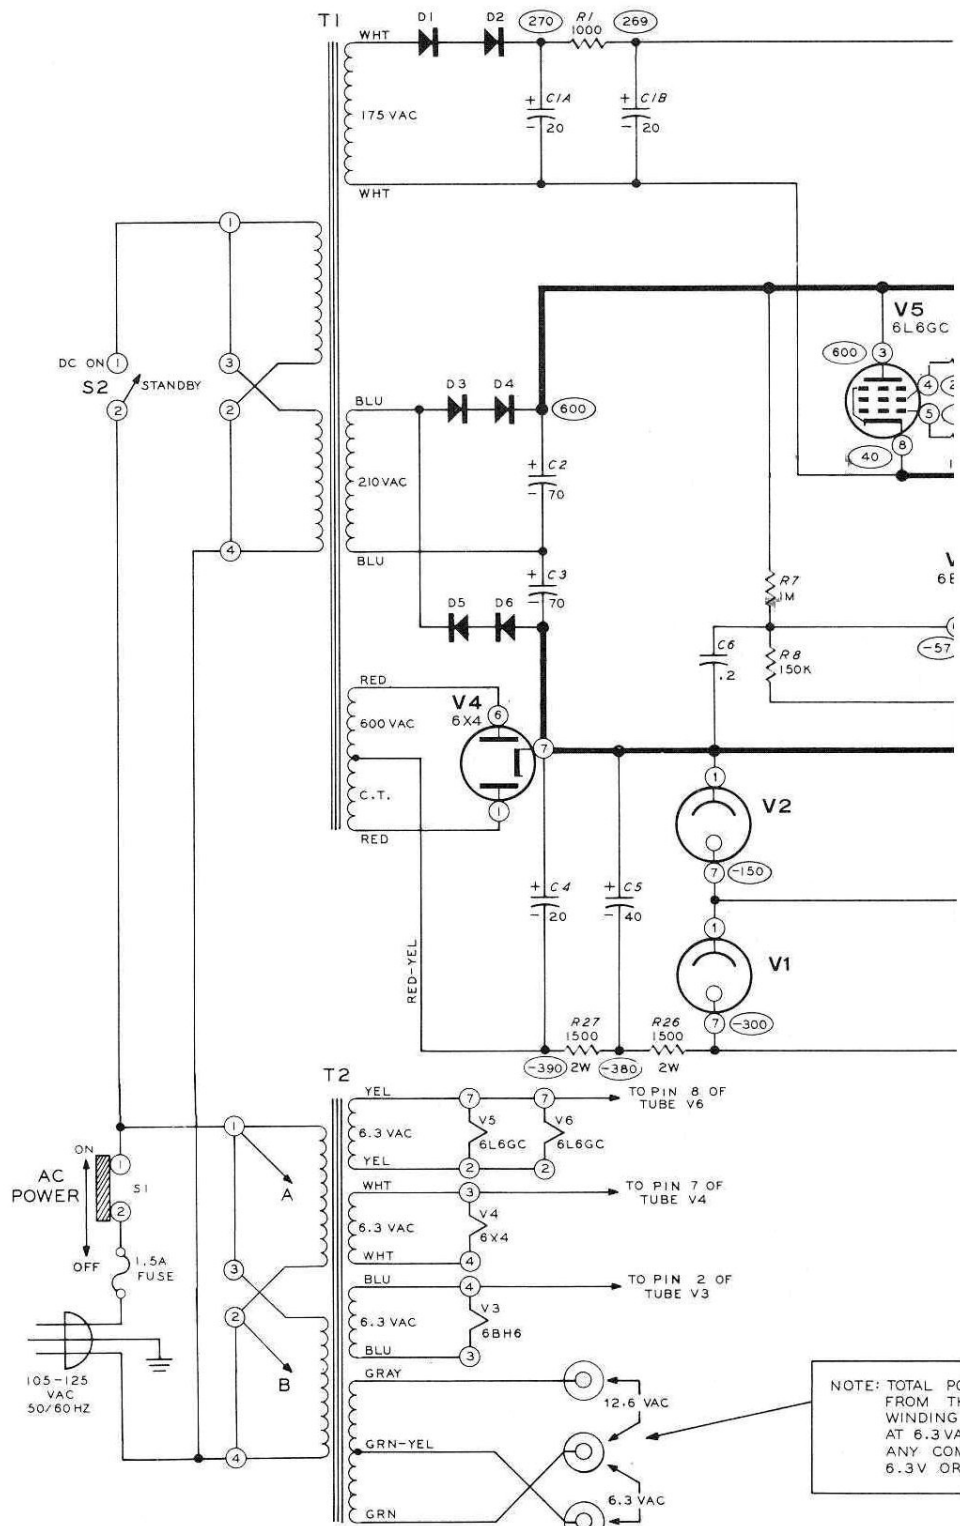 T1
WHT
D1
D2
270
R1
1000
269
175 VAC
+ C1A
- 20
+ C1B
- 20
WHT
1
V5
6L6GC
DC ON
1
S2
STANDBY
2
3
2
4
600
3
4
5
8
40
BLU
D3
D4
600
210 VAC
+ C2
- 70
BLU
+ C3
- 70
D5
D6
R7
1M
C6
.2
R8
150K
-57
RED
600 VAC
C.T.
RED
V4
6X4
6
7
1
1
V2
7
-150
+ C4
- 20
+ C5
- 40
1
V1
7
-300
RED-YEL
R27
1500
2W
R26
1500
2W
-390
-380
T2
YEL
6.3 VAC
YEL
7
7
V5
6L6GC
V6
6L6GC
2
2
TO PIN 8 OF
TUBE V6
WHT
6.3 VAC
WHT
3
V4
6X4
4
TO PIN 7 OF
TUBE V4
BLU
6.3 VAC
BLU
4
V3
6BH6
3
TO PIN 2 OF
TUBE V3
AC
POWER
ON
1
S1
2
OFF
1.5A
FUSE
1
A
3
2
B
4
105-125
VAC
50/60 HZ
GRAY
GRN-YEL
GRN
12.6 VAC
6.3 VAC
NOTE: TOTAL
FROM
WINDING
AT 6.3
ANY
6.3V OR